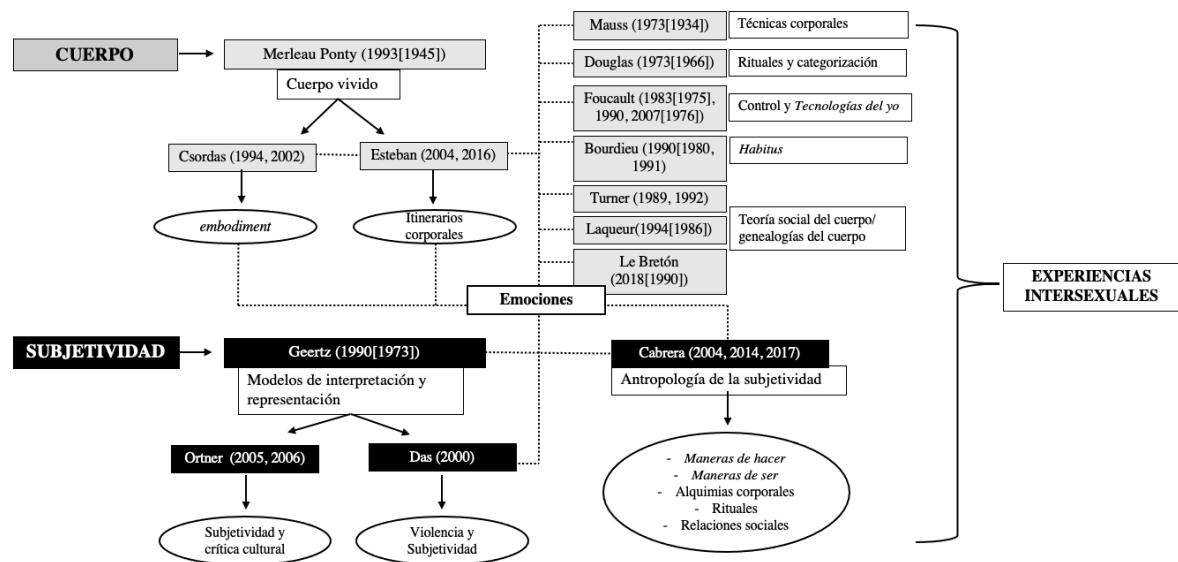 CUERPO
Merleau Ponty (1993[1945])
Cuerpo vivido
Csordas (1994, 2002)
Esteban (2004, 2016)
embodiment
Itinerarios
corporales
Mauss (1973[1934])
Técnicas corporales
Douglas (1973[1966])
Rituales y categorización
Foucault (1983[1975],
1990, 2007[1976])
Control y Tecnologías del yo
Bourdieu (1990[1980,
1991)
Habitus
Turner (1989, 1992)
Laqueur(1994[1986])
Teoría social del cuerpo/
genealogías del cuerpo
Le Bretón
(2018[1990])
Emociones
EXPERIENCIAS
INTERSEXUALES
SUBJETIVIDAD
Geertz (1990[1973])
Modelos de interpretación y
representación
Ortner (2005, 2006)
Das (2000)
Subjetividad y
crítica cultural
Violencia y
Subjetividad
Cabrera (2004, 2014, 2017)
Antropología de la subjetividad
- Maneras de hacer
- Maneras de ser
- Alquimias corporales
- Rituales
- Relaciones sociales